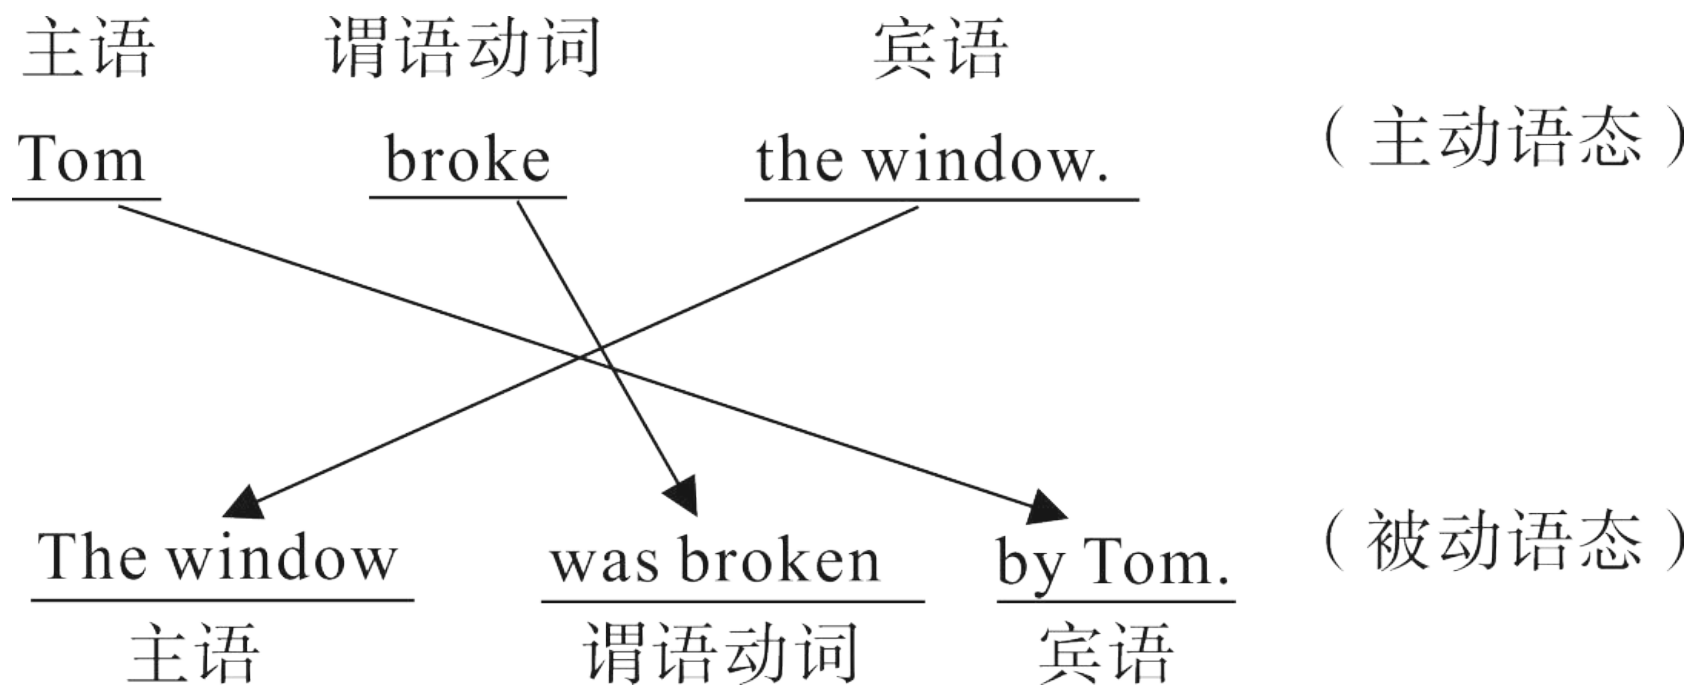 主语 谓语动词 宾语
Tom broke the window. （主动语态）
The window was broken by Tom. （被动语态）
主语 谓语动词 宾语